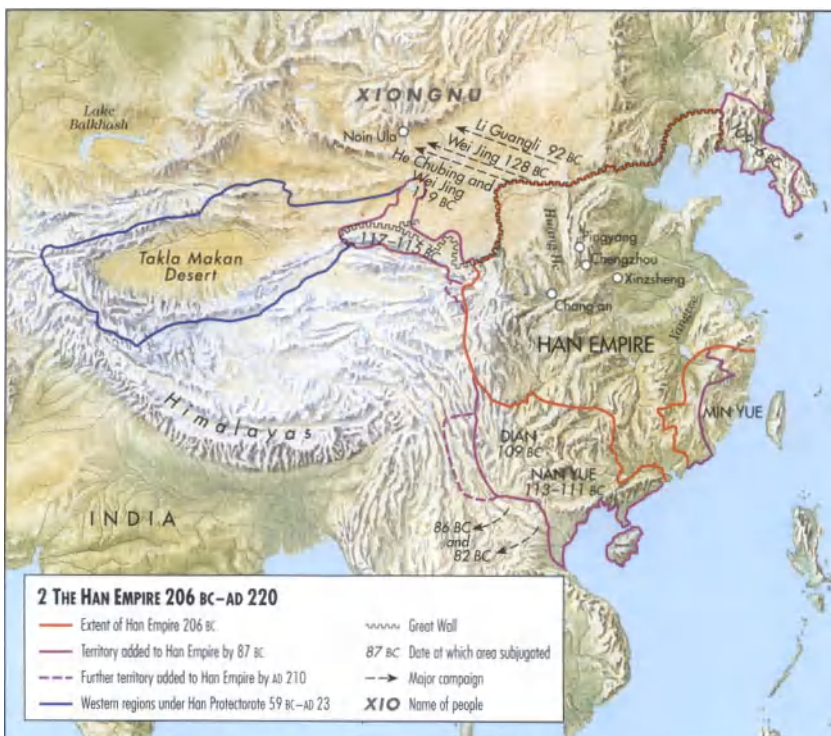 XIONGNU
Lake
Balkhash
Noin-Ula
Li Guangli 92 BC
Wei Jing 128 BC
He Chubing and
Wei Jing
119 BC
109–6 BC
117–115 BC
Takla Makan
Desert
Huang He
Pingyang
Chengzhou
Xinzsheng
Chang'an
Yangtze
HAN EMPIRE
Himalayas
MIN YUE
DIAN
109 BC
NAN YUE
113–111 BC
INDIA
86 BC
and
82 BC
2 THE HAN EMPIRE 206 BC–AD 220
Extent of Han Empire 206 BC
Territory added to Han Empire by 87 BC
Further territory added to Han Empire by AD 210
Western regions under Han Protectorate 59 BC–AD 23
Great Wall
87 BC Date at which area subjugated
Major campaign
XIO Name of people